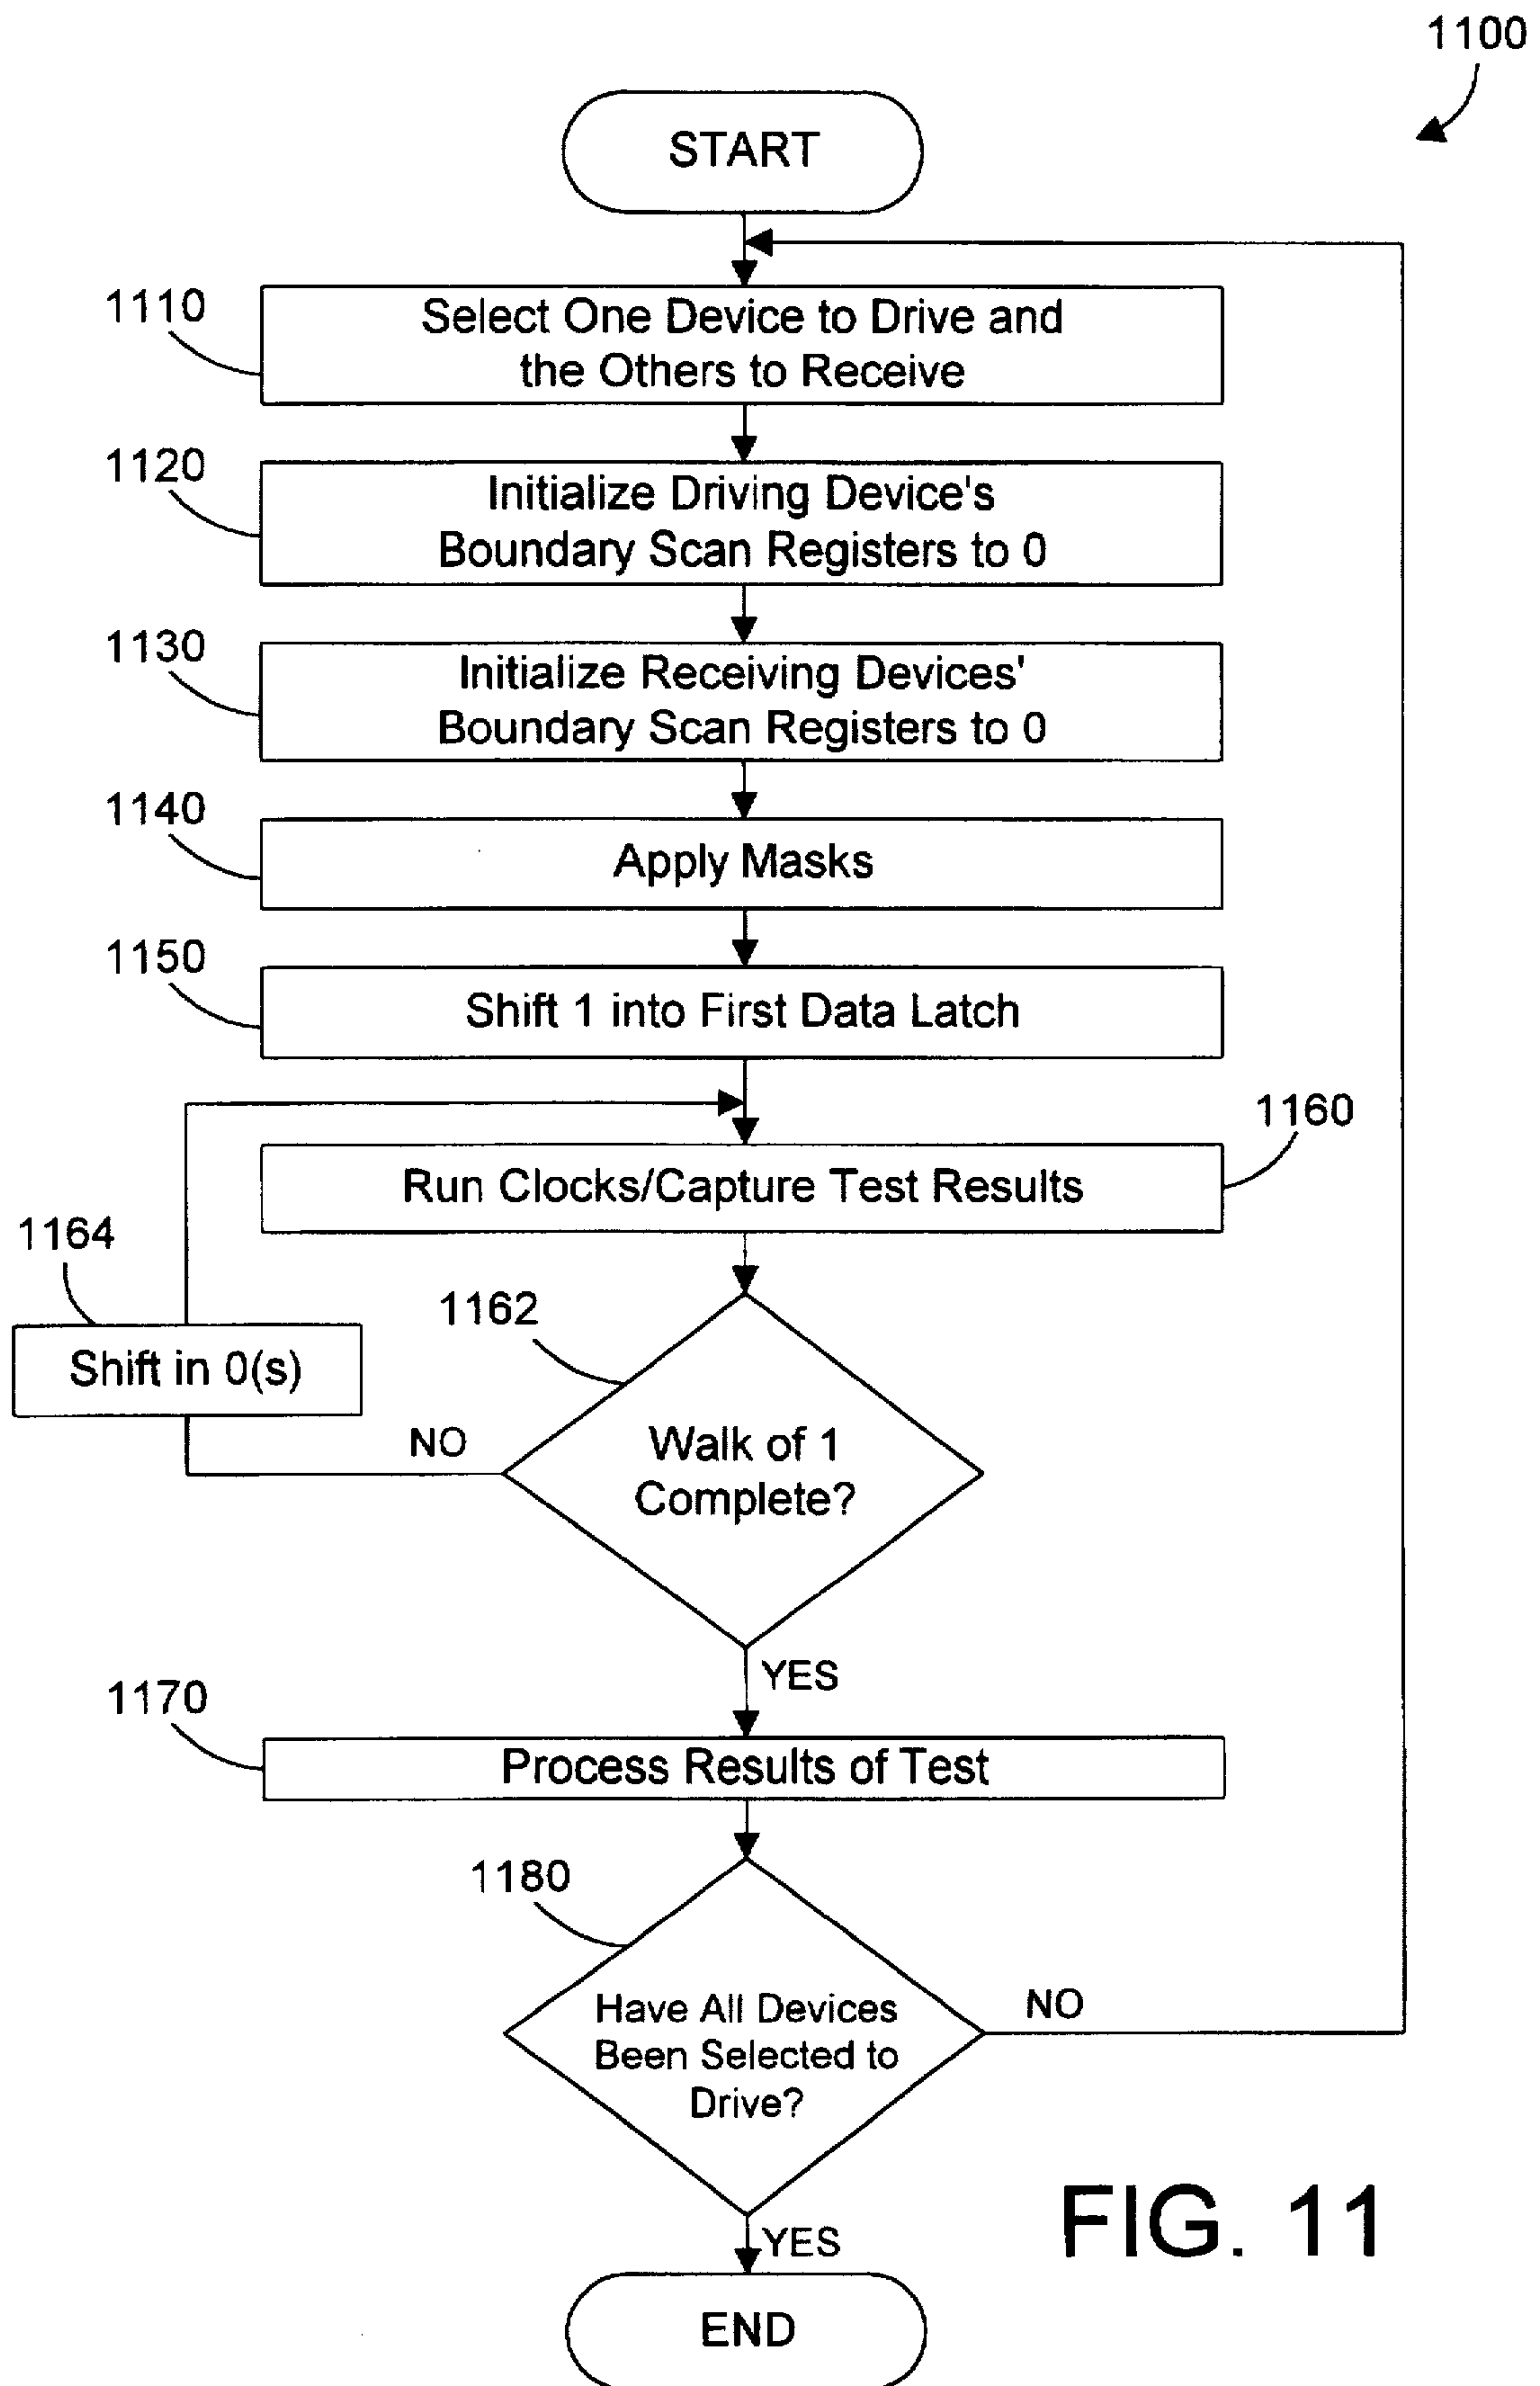 1100
START
1110
Select One Device to Drive and
the Others to Receive
1120
Initialize Driving Device's
Boundary Scan Registers to 0
1130
Initialize Receiving Devices'
Boundary Scan Registers to 0
1140
Apply Masks
1150
Shift 1 into First Data Latch
1160
Run Clocks/Capture Test Results
1164
Shift in 0(s)
1162
NO
Walk of 1
Complete?
YES
1170
Process Results of Test
1180
Have All Devices
Been Selected to
Drive?
NO
YES
FIG. 11
END